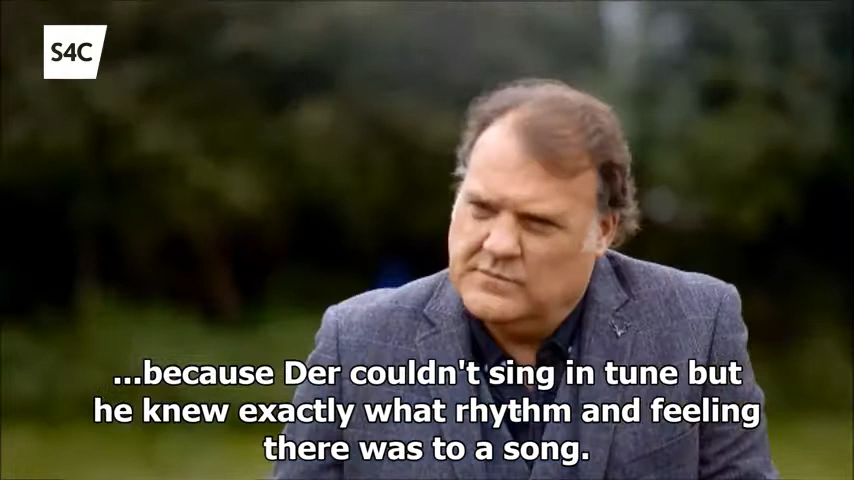 S4C
...because Der couldn't sing in tune but
he knew exactly what rhythm and feeling
there was to a song.